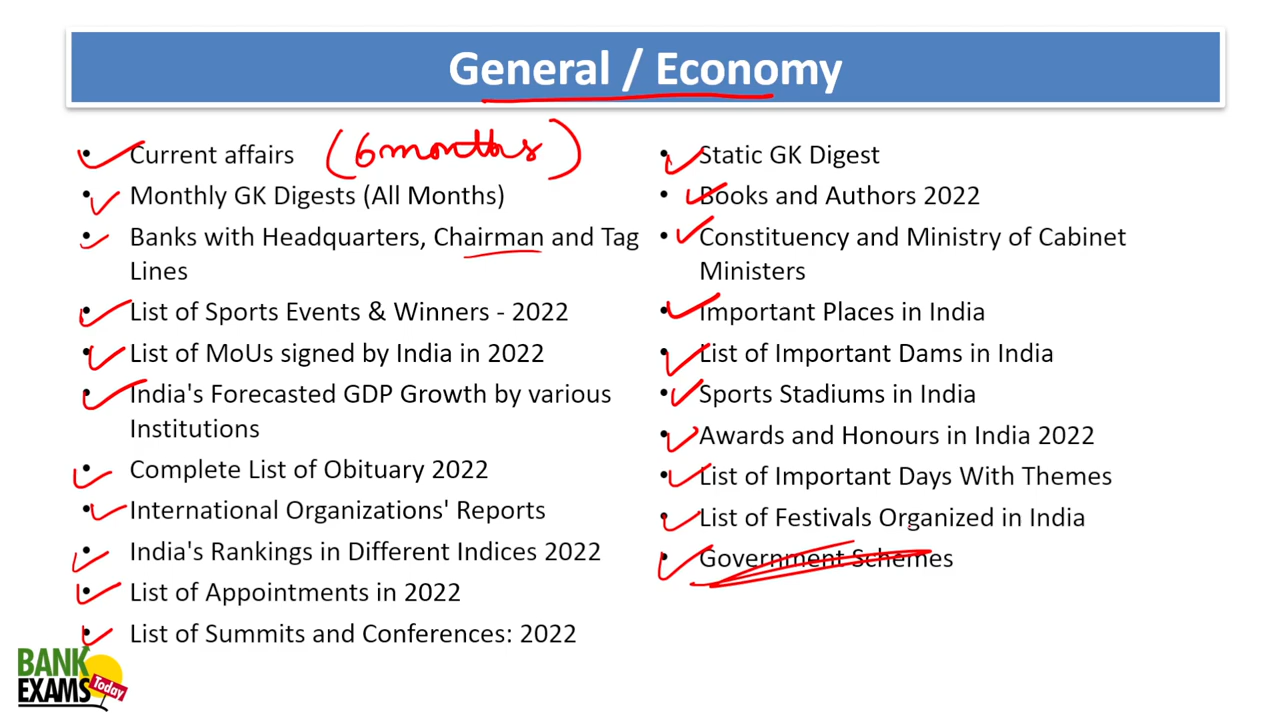 General / Economy
• Current affairs (6 months)
• Monthly GK Digests (All Months)
• Banks with Headquarters, Chairman and Tag
Lines
• List of Sports Events & Winners - 2022
• List of MoUs signed by India in 2022
• India's Forecasted GDP Growth by various
Institutions
• Complete List of Obituary 2022
• International Organizations' Reports
• India's Rankings in Different Indices 2022
• List of Appointments in 2022
• List of Summits and Conferences: 2022
• Static GK Digest
• Books and Authors 2022
• Constituency and Ministry of Cabinet
Ministers
• Important Places in India
• List of Important Dams in India
• Sports Stadiums in India
• Awards and Honours in India 2022
• List of Important Days With Themes
• List of Festivals Organized in India
• Government Schemes
BANK
EXAMS Today